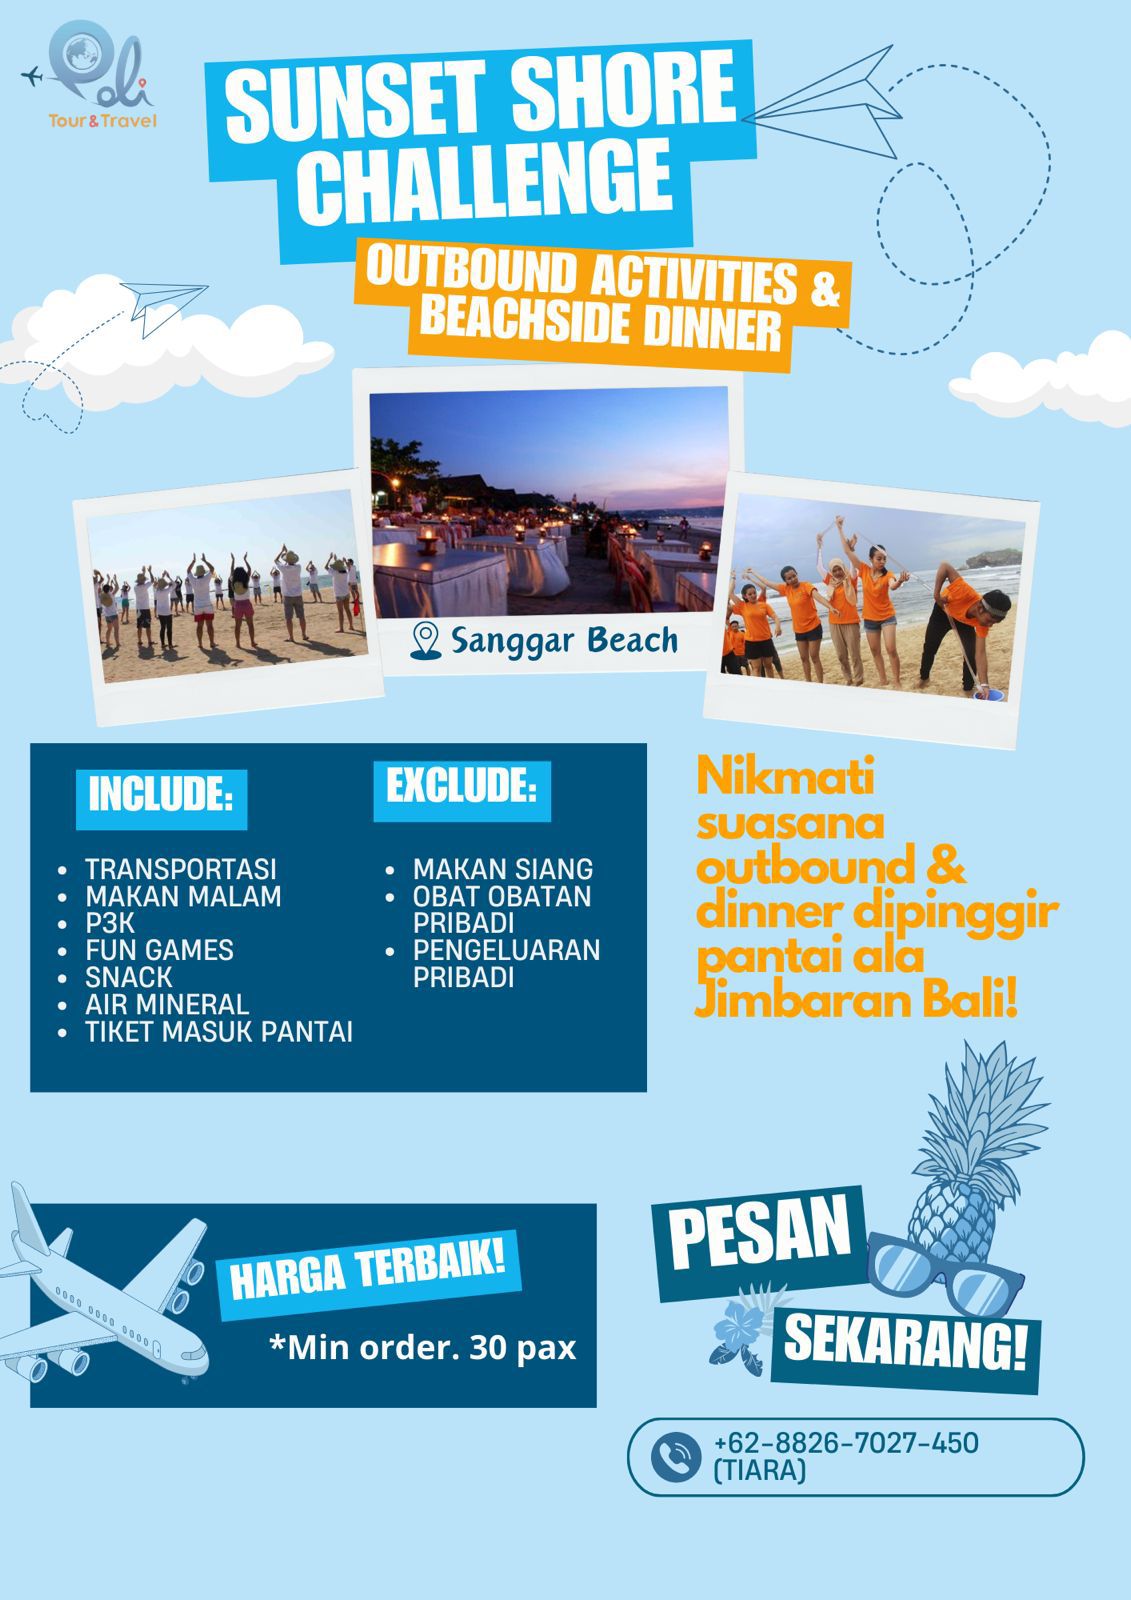 Poli
Tour & Travel
SUNSET SHORE
CHALLENGE
OUTBOUND ACTIVITIES &
BEACHSIDE DINNER
Sanggar Beach
INCLUDE:
• TRANSPORTASI
• MAKAN MALAM
• P3K
• FUN GAMES
• SNACK
• AIR MINERAL
• TIKET MASUK PANTAI
EXCLUDE:
• MAKAN SIANG
• OBAT OBATAN
PRIBADI
• PENGELUARAN
PRIBADI
Nikmati
suasana
outbound &
dinner dipinggir
pantai ala
Jimbaran Bali!
HARGA TERBAIK!
*Min order. 30 pax
PESAN
SEKARANG!
+62-8826-7027-450
(TIARA)